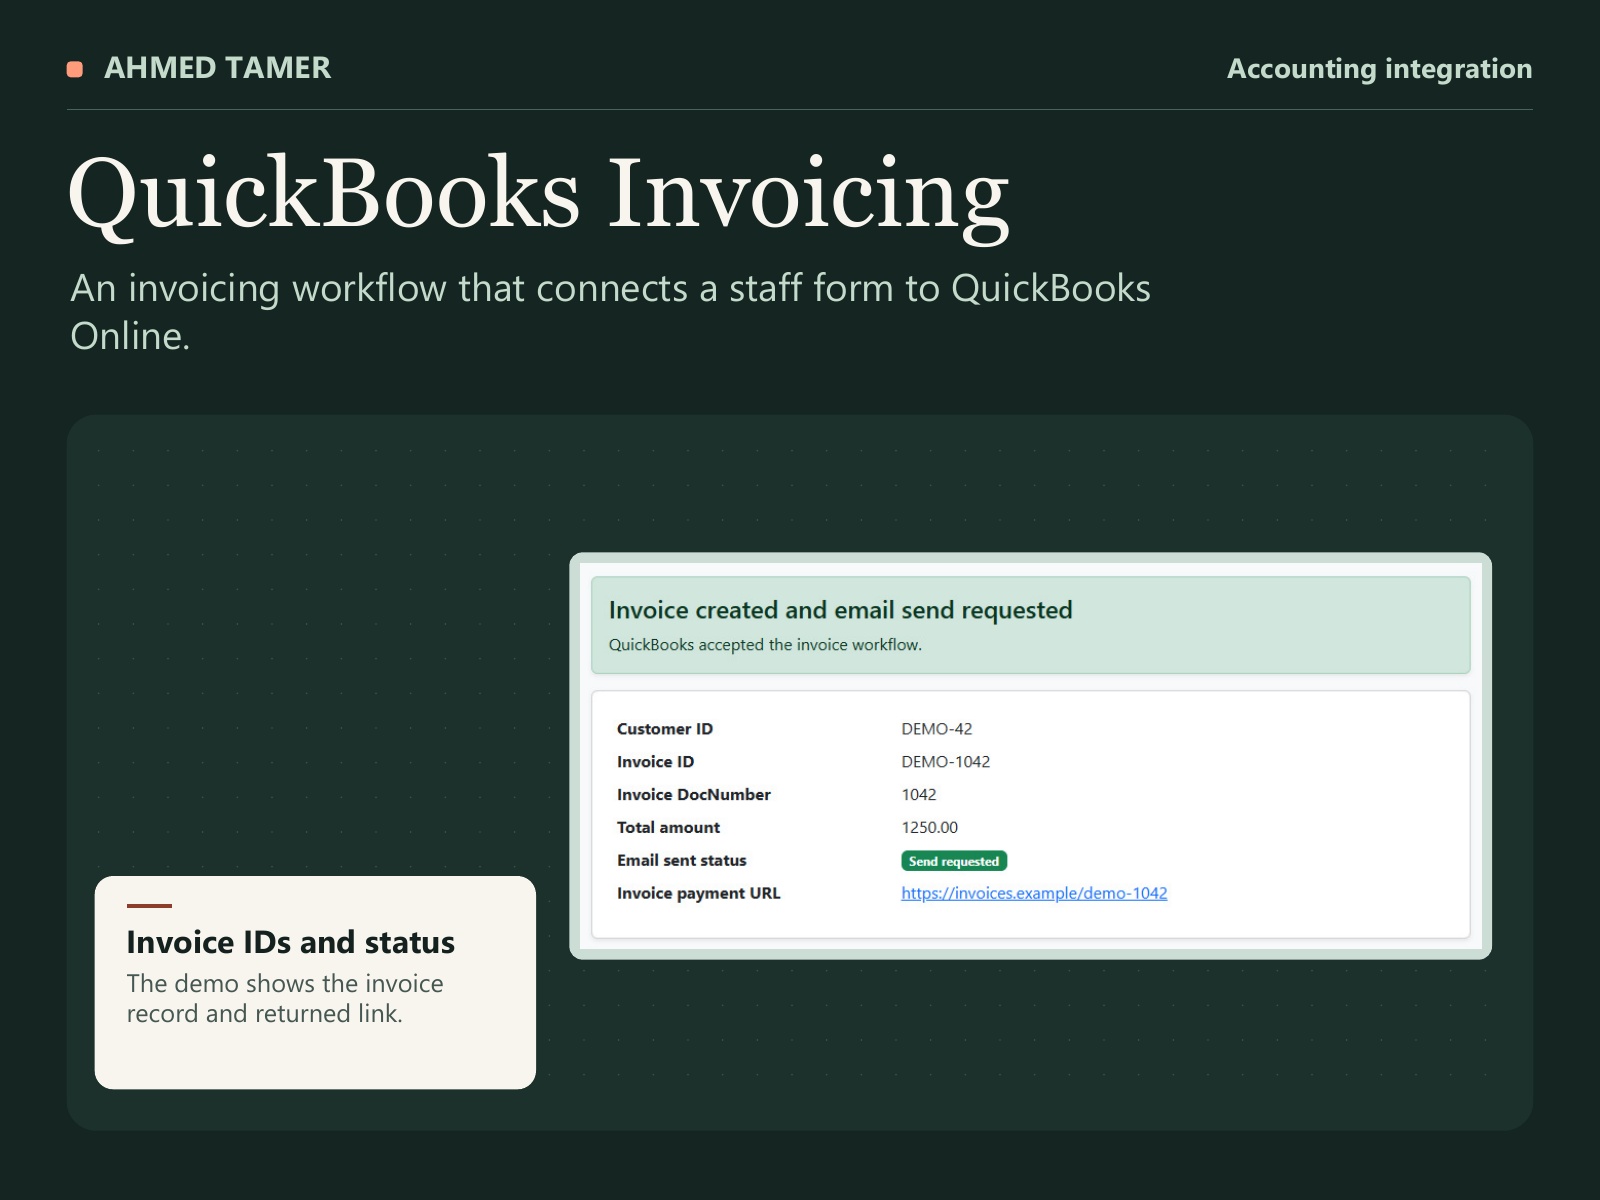 AHMED TAMER
Accounting integration
QuickBooks Invoicing
An invoicing workflow that connects a staff form to QuickBooks
Online.
Invoice created and email send requested
QuickBooks accepted the invoice workflow.
Customer ID DEMO-42
Invoice ID DEMO-1042
Invoice DocNumber 1042
Total amount 1250.00
Email sent status Send requested
Invoice payment URL https://invoices.example/demo-1042
Invoice IDs and status
The demo shows the invoice
record and returned link.